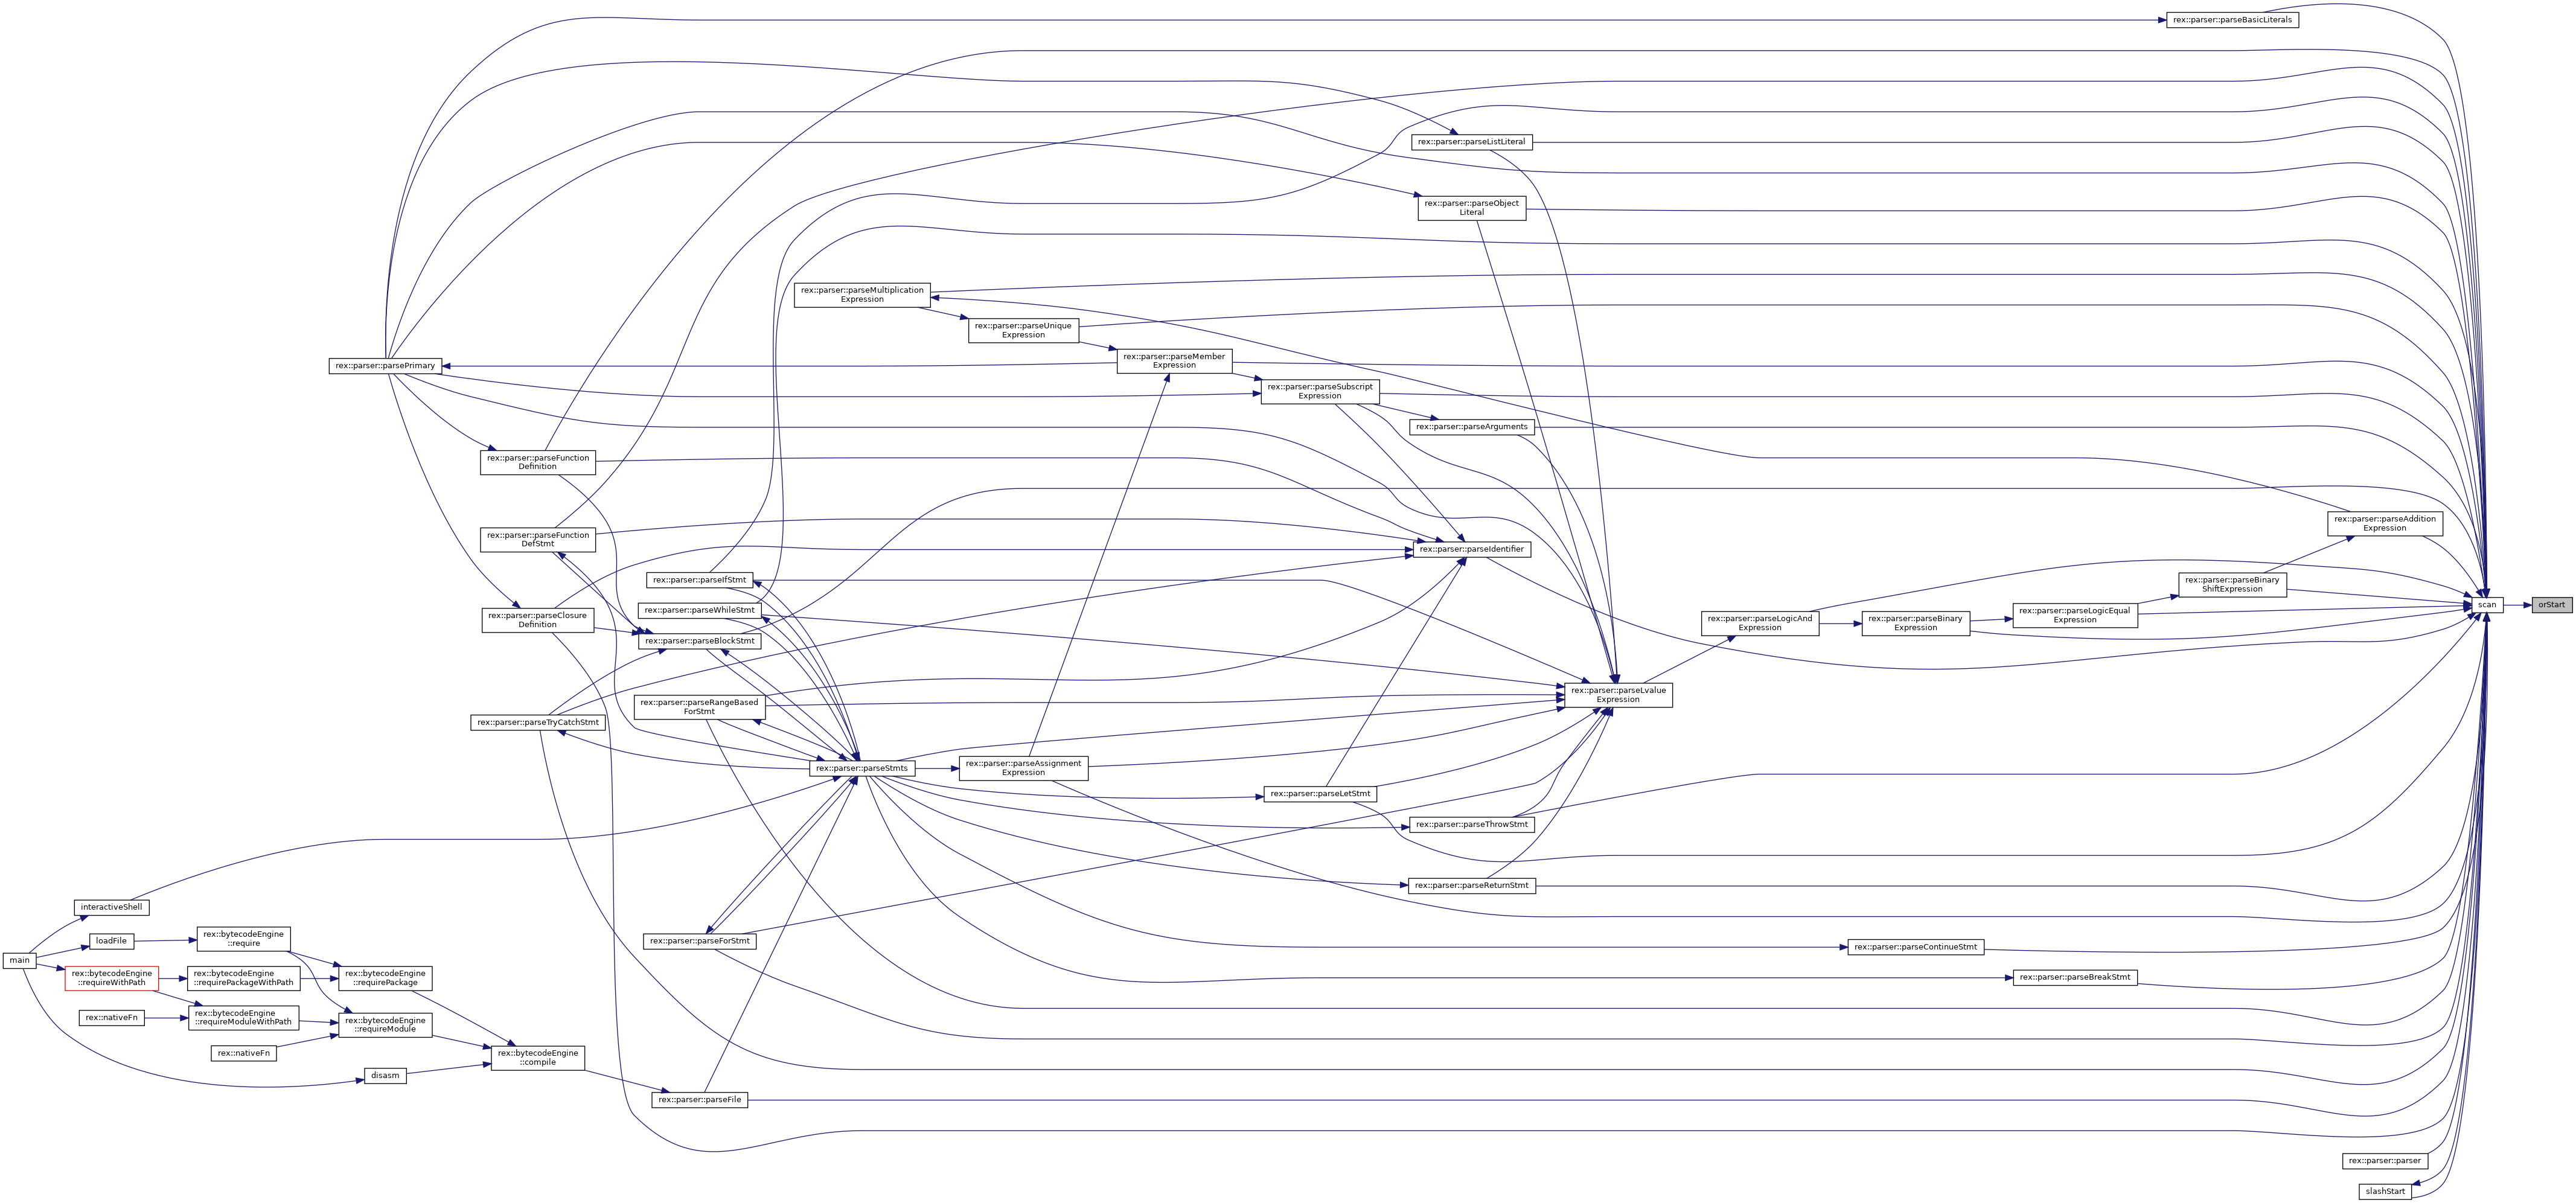 rex::parser::parseBasicLiterals
rex::parser::parseListLiteral
rex::parser::parseObject
Literal
rex::parser::parseMultiplication
Expression
rex::parser::parseUnique
Expression
rex::parser::parseMember
Expression
rex::parser::parsePrimary
rex::parser::parseSubscript
Expression
rex::parser::parseArguments
rex::parser::parseFunction
Definition
rex::parser::parseAddition
Expression
rex::parser::parseFunction
DefStmt
rex::parser::parseIdentifier
rex::parser::parseIfStmt
rex::parser::parseBinary
ShiftExpression
scan
orStart
rex::parser::parseWhileStmt
rex::parser::parseClosure
Definition
rex::parser::parseLogicAnd
Expression
rex::parser::parseBinary
Expression
rex::parser::parseLogicEqual
Expression
rex::parser::parseBlockStmt
rex::parser::parseLvalue
Expression
rex::parser::parseRangeBased
ForStmt
rex::parser::parseTryCatchStmt
rex::parser::parseStmts
rex::parser::parseAssignment
Expression
rex::parser::parseLetStmt
rex::parser::parseThrowStmt
rex::parser::parseReturnStmt
interactiveShell
loadFile
rex::bytecodeEngine
::require
rex::parser::parseForStmt
rex::parser::parseContinueStmt
main
rex::bytecodeEngine
::requireWithPath
rex::bytecodeEngine
::requirePackageWithPath
rex::bytecodeEngine
::requirePackage
rex::parser::parseBreakStmt
rex::nativeFn
rex::bytecodeEngine
::requireModuleWithPath
rex::bytecodeEngine
::requireModule
rex::nativeFn
rex::bytecodeEngine
::compile
disasm
rex::parser::parseFile
rex::parser::parser
slashStart